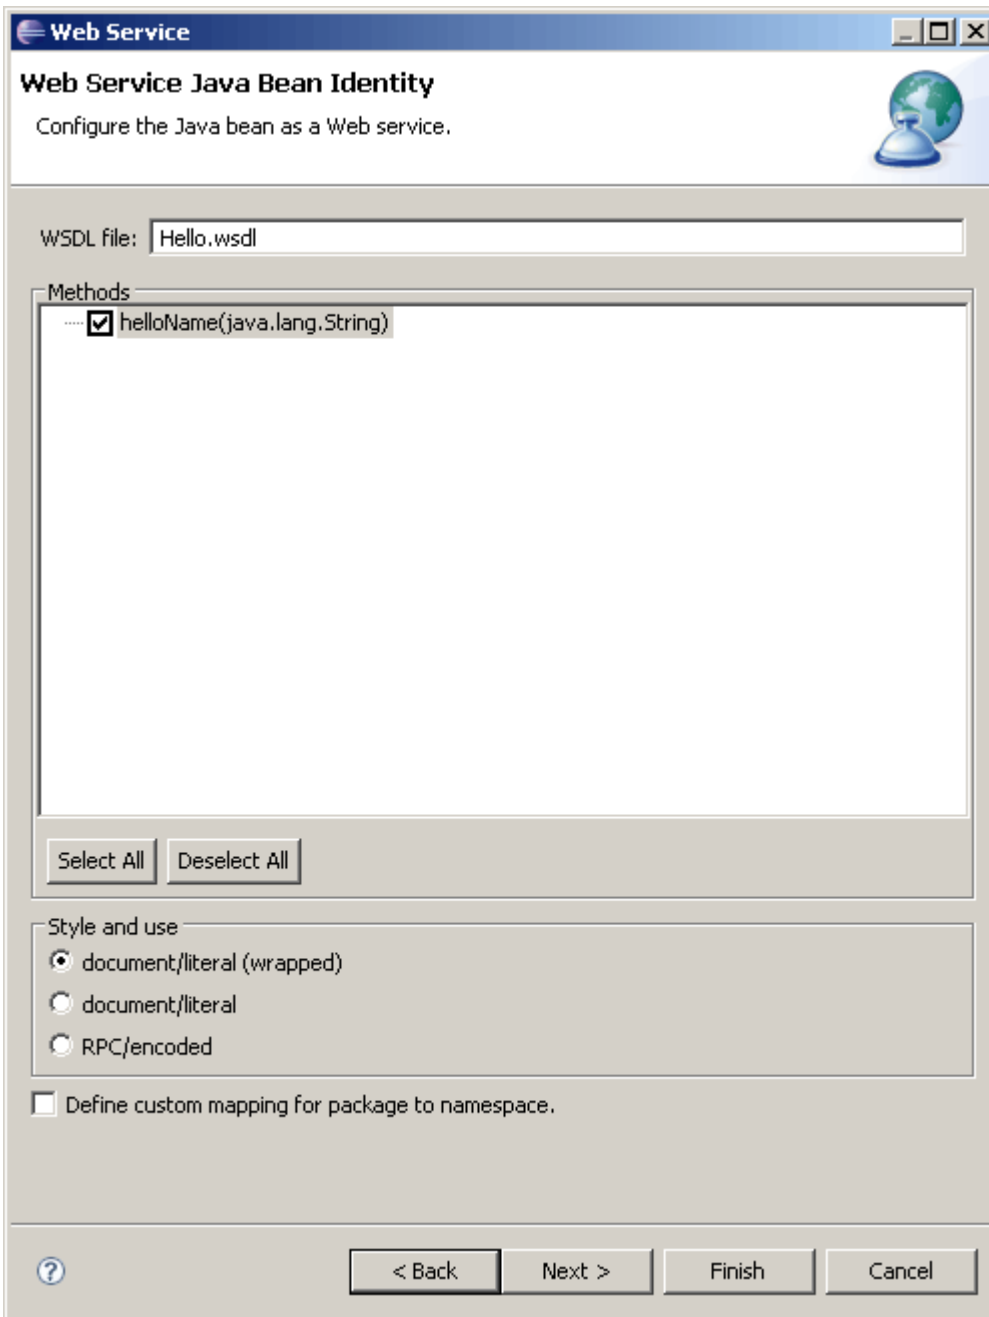 Web Service
Web Service Java Bean Identity
Configure the Java bean as a Web service.
WSDL file: Hello.wsdl
Methods
helloName(java.lang.String)
Select All Deselect All
Style and use
document/literal (wrapped)
document/literal
RPC/encoded
Define custom mapping for package to namespace.
? < Back Next > Finish Cancel